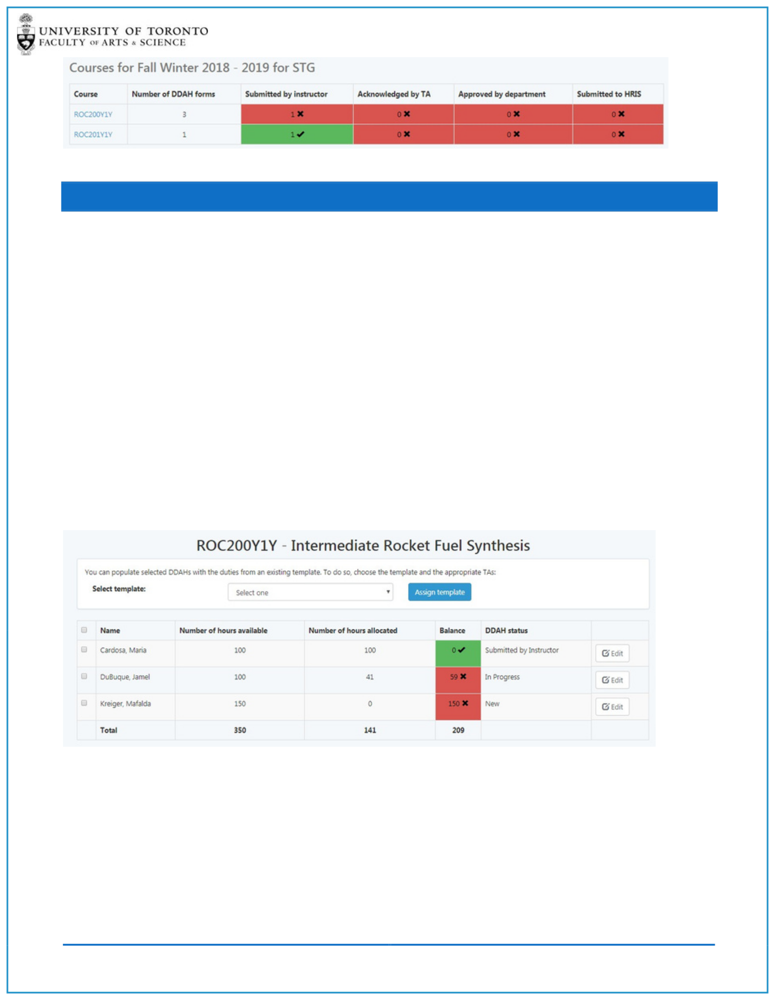 UNIVERSITY OF TORONTO
FACULTY OF ARTS & SCIENCE
Courses for Fall Winter 2018 - 2019 for STG
Course Number of DDAH forms Submitted by instructor Acknowledged by TA Approved by department Submitted to HRIS
ROC200Y1Y 3 1 ✖ 0 ✖ 0 ✖ 0 ✖
ROC201Y1Y 1 1 ✔ 0 ✖ 0 ✖ 0 ✖
ROC200Y1Y - Intermediate Rocket Fuel Synthesis
You can populate selected DDAHs with the duties from an existing template. To do so, choose the template and the appropriate TAs:
Select template: Select one Assign template
Name Number of hours available Number of hours allocated Balance DDAH status
Cardosa, Maria 100 100 0 ✔ Submitted by Instructor Edit
DuBuque, Jamel 100 41 59 ✖ In Progress Edit
Kreiger, Mafalda 150 0 150 ✖ New Edit
Total 350 141 209